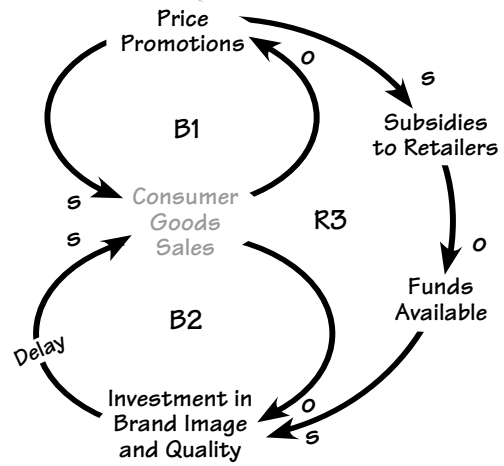 Price
Promotions
o
s
B1
Subsidies
to Retailers
s
Consumer
Goods
Sales
s
R3
o
B2
Funds
Available
Delay
Investment in
Brand Image
and Quality
o
s